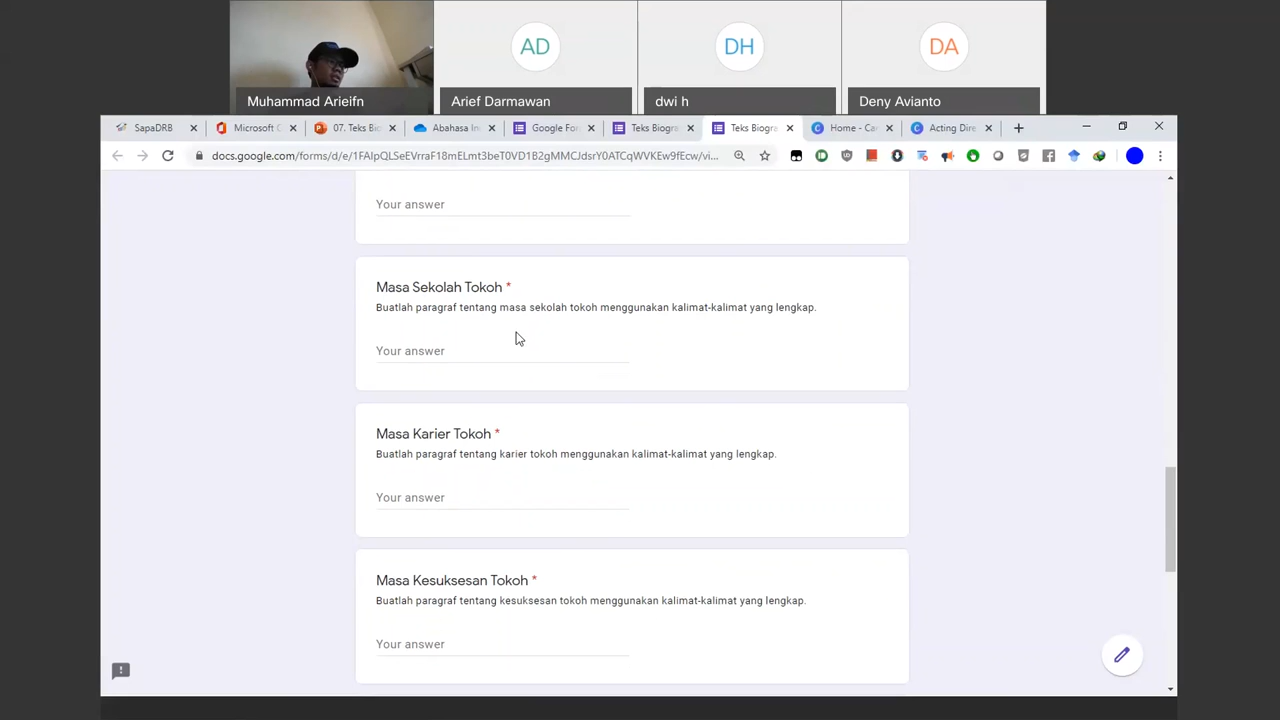 AD
DH
DA
Muhammad Arieifn
Arief Darmawan
dwi h
Deny Avianto
SapaDRB
Microsoft
07. Teks Bio
Abahasa In
Google Fo
Teks Biogra
Teks Biogra
Home - Ca
Acting Dire
docs.google.com/forms/d/e/1FAIpQLSeEVrraF18mELmt3beT0VD1B2gMMCJdsrY0ATCqWVKEw9fEcw/vi...
Your answer
Masa Sekolah Tokoh *
Buatlah paragraf tentang masa sekolah tokoh menggunakan kalimat-kalimat yang lengkap.
Your answer
Masa Karier Tokoh *
Buatlah paragraf tentang karier tokoh menggunakan kalimat-kalimat yang lengkap.
Your answer
Masa Kesuksesan Tokoh *
Buatlah paragraf tentang kesuksesan tokoh menggunakan kalimat-kalimat yang lengkap.
Your answer